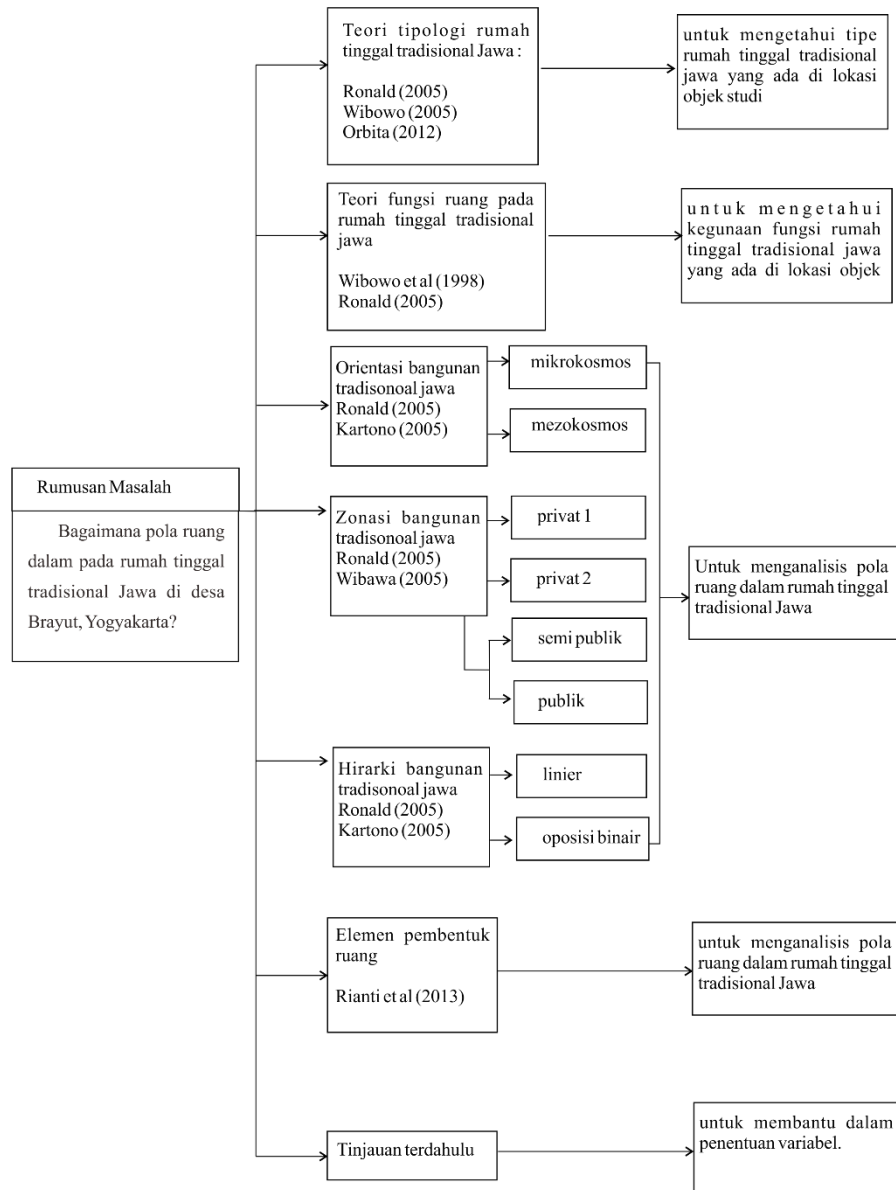 Teori tipologi rumah
tinggal tradisional Jawa :
Ronald (2005)
Wibowo (2005)
Orbita (2012)
untuk mengetahui tipe
rumah tinggal tradisional
jawa yang ada di lokasi
objek studi
Teori fungsi ruang pada
rumah tinggal tradisional
jawa
Wibowo et al (1998)
Ronald (2005)
untuk mengetahui
kegunaan fungsi rumah
tinggal tradisional jawa
yang ada di lokasi objek
Orientasi bangunan
tradisonoal jawa
Ronald (2005)
Kartono (2005)
mikrokosmos
mezokosmos
Rumusan Masalah
Bagaimana pola ruang
dalam pada rumah tinggal
tradisional Jawa di desa
Brayut, Yogyakarta?
Zonasi bangunan
tradisonoal jawa
Ronald (2005)
Wibawa (2005)
privat 1
privat 2
semi publik
publik
Untuk menganalisis pola
ruang dalam rumah tinggal
tradisional Jawa
Hirarki bangunan
tradisonoal jawa
Ronald (2005)
Kartono (2005)
linier
oposisi binair
Elemen pembentuk
ruang
Rianti et al (2013)
untuk menganalisis pola
ruang dalam rumah tinggal
tradisional Jawa
Tinjauan terdahulu
untuk membantu dalam
penentuan variabel.